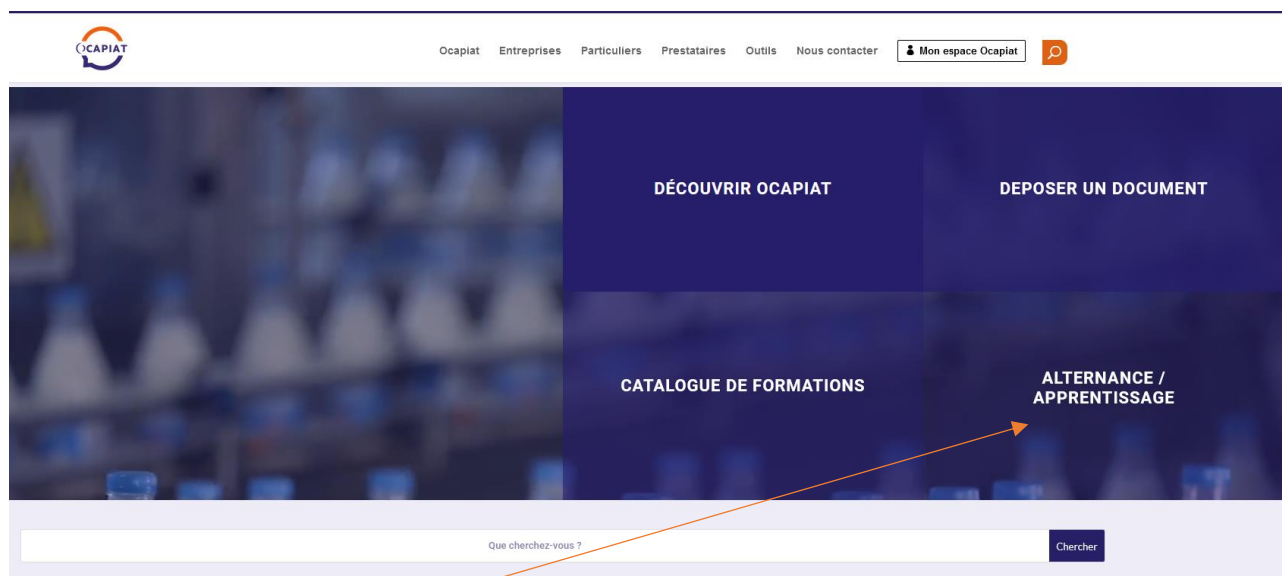 OCAPIAT
Ocapiat Entreprises Particuliers Prestataires Outils Nous contacter Mon espace Ocapiat
DÉCOUVRIR OCAPIAT
DEPOSER UN DOCUMENT
CATALOGUE DE FORMATIONS
ALTERNANCE /
APPRENTISSAGE
Que cherchez-vous ? Chercher